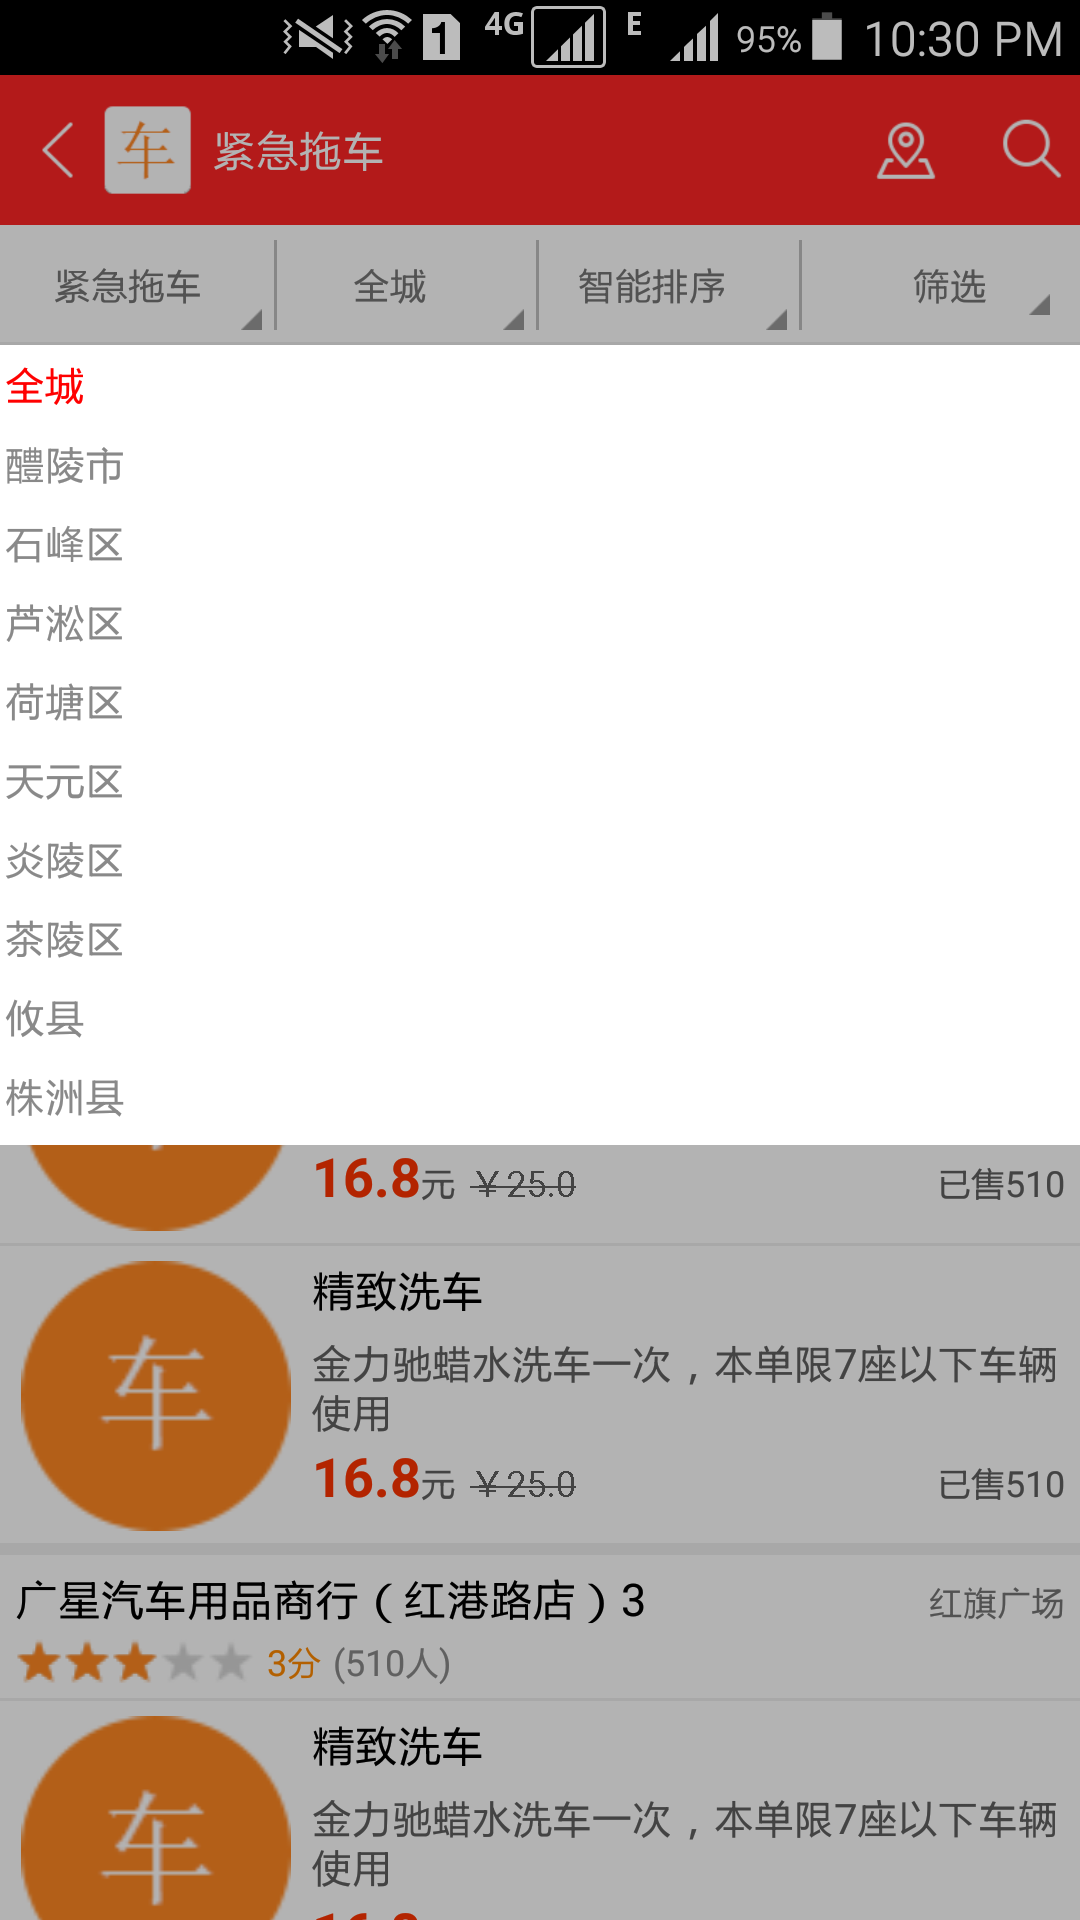 1 4G E 95% 10:30 PM
车 紧急拖车
紧急拖车 全城 智能排序 筛选
全城
醴陵市
石峰区
芦淞区
荷塘区
天元区
炎陵区
茶陵区
攸县
株洲县
16.8元 ￥25.0 已售510
车
精致洗车
金力驰蜡水洗车一次，本单限7座以下车辆
使用
16.8元 ￥25.0 已售510
广星汽车用品商行（红港路店）3 红旗广场
3分 (510人)
车
精致洗车
金力驰蜡水洗车一次，本单限7座以下车辆
使用